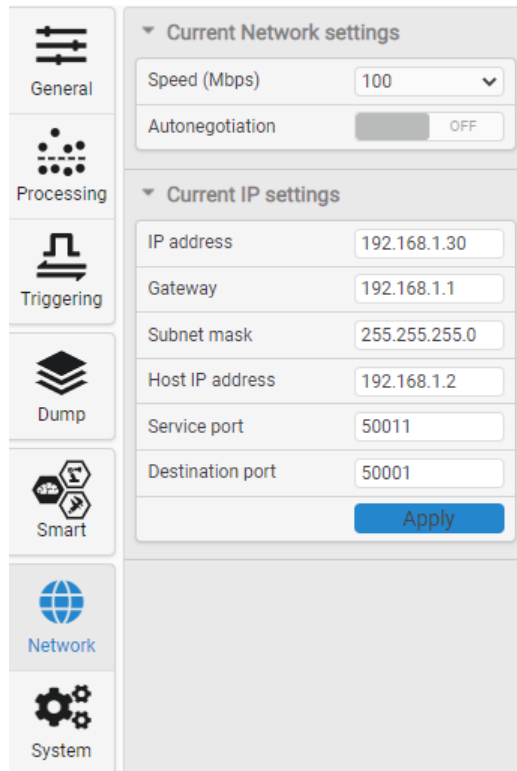 General
Processing
Triggering
Dump
Smart
Network
System
Current Network settings
Speed (Mbps) 100
Autonegotiation OFF
Current IP settings
IP address 192.168.1.30
Gateway 192.168.1.1
Subnet mask 255.255.255.0
Host IP address 192.168.1.2
Service port 50011
Destination port 50001
Apply